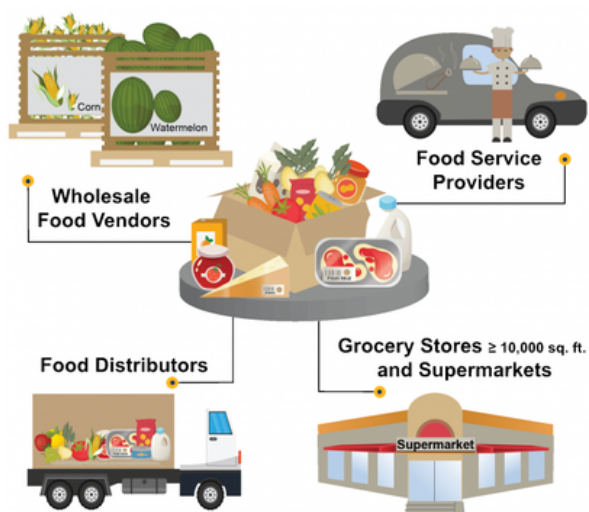 Corn
Watermelon
Wholesale
Food Vendors
Food Service
Providers
Food Distributors
Grocery Stores ≥ 10,000 sq. ft.
and Supermarkets
Supermarket